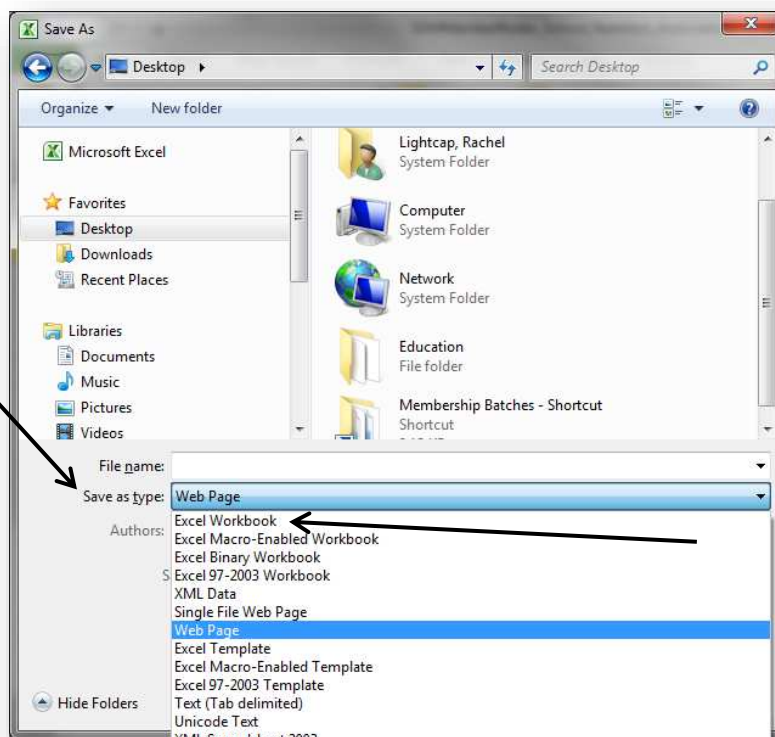 Save As
Desktop
Search Desktop
Organize
New folder
Microsoft Excel
Favorites
Desktop
Downloads
Recent Places
Libraries
Documents
Music
Pictures
Videos
Lightcap, Rachel
System Folder
Computer
System Folder
Network
System Folder
Education
File folder
Membership Batches - Shortcut
Shortcut
File name:
Save as type: Web Page
Authors:
Excel Workbook
Excel Macro-Enabled Workbook
Excel Binary Workbook
S Excel 97-2003 Workbook
XML Data
Single File Web Page
Web Page
Excel Template
Excel Macro-Enabled Template
Excel 97-2003 Template
Hide Folders
Text (Tab delimited)
Unicode Text